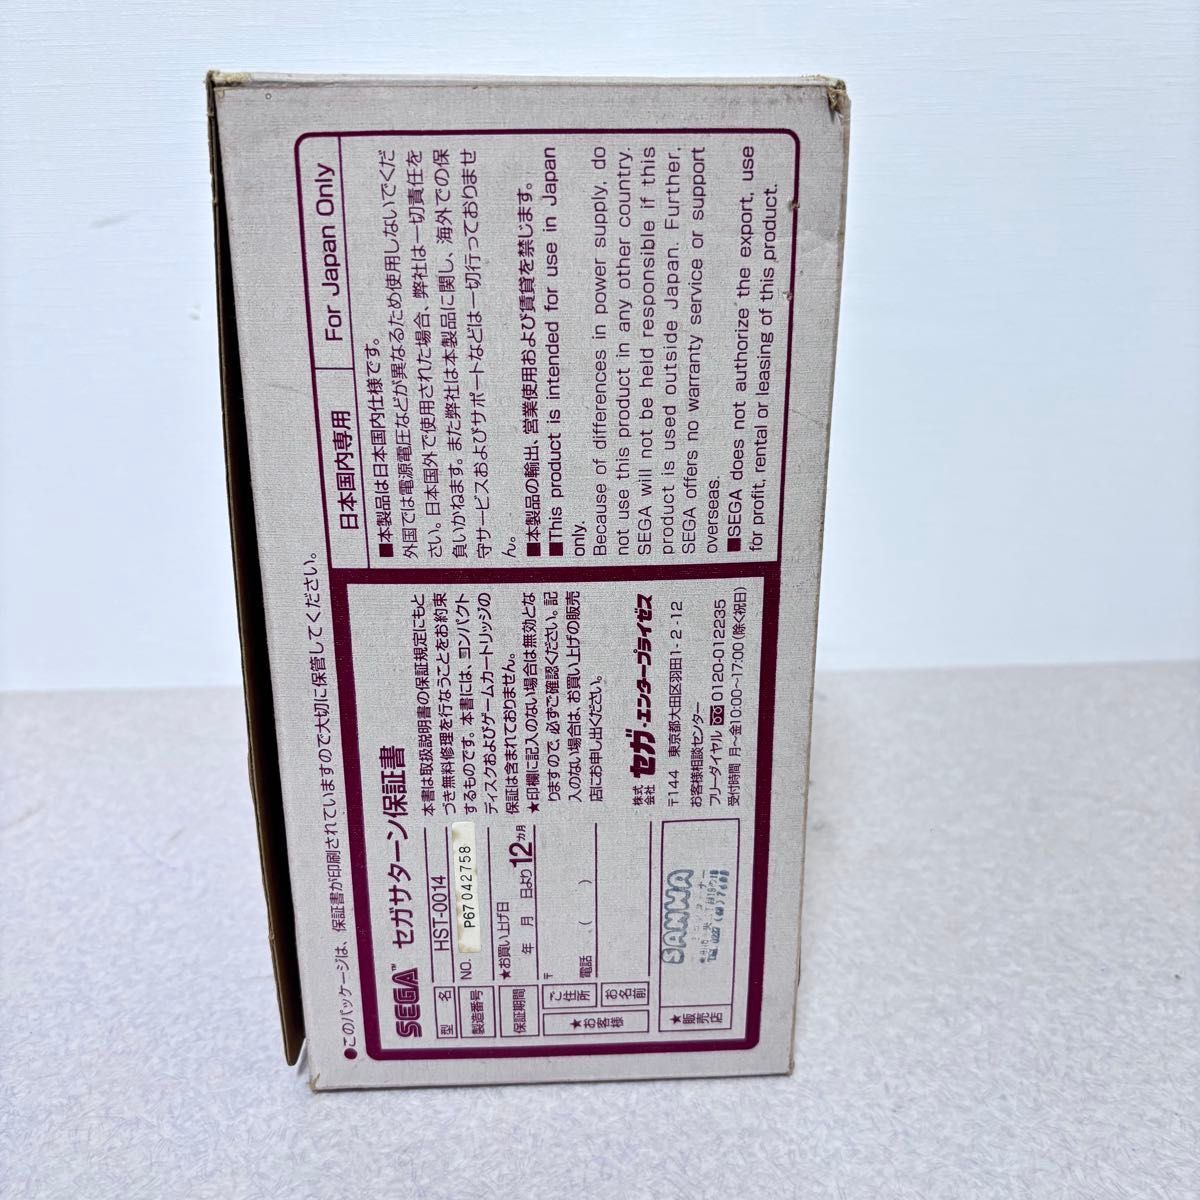 ●このパッケージは、保証書が印刷されていますので大切に保管してください。
SEGA™ セガサターン保証書
型名 HST-0014
製造番号 NO. P67042758
保証期間 ★お買い上げ日
年 月 日より12ヵ月
★お客様
ご住所 〒
電話 ( )
お名前
★販売店
SANWA
本書は取扱説明書の保証規定にもと
づき無料修理を行なうことをお約束
するものです。本書には、コンパクト
ディスクおよびゲームカートリッジの
保証は含まれておりません。
★印欄に記入のない場合は無効とな
りますので、必ずご確認ください。記
入のない場合は、お買い上げの販売
店にお申し出ください。
株式会社 セガ・エンタープライゼス
〒144 東京都大田区羽田1-2-12
お客様相談センター
フリーダイヤル 0120-012235
受付時間 月〜金10:00〜17:00(除く祝日)
日本国内専用
For Japan Only
■本製品は日本国内仕様です。
外国では電源電圧などが異なるため使用しないでくだ
さい。日本国外で使用された場合、弊社は一切責任を
負いかねます。また弊社は本製品に関し、海外での保
守サービスおよびサポートなどは一切行っておりませ
ん。
■本製品の輸出、営業使用および賃貸を禁じます。
■This product is intended for use in Japan
only.
Because of differences in power supply, do
not use this product in any other country.
SEGA will not be held responsible if this
product is used outside Japan. Further,
SEGA offers no warranty service or support
overseas.
■SEGA does not authorize the export, use
for profit, rental or leasing of this product.